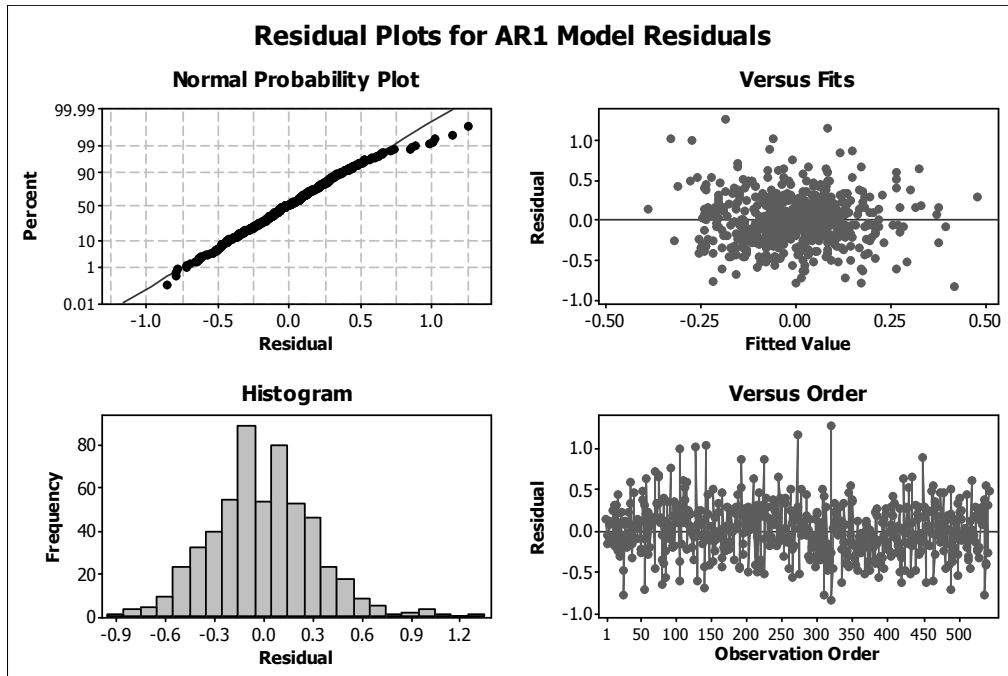 Residual Plots for AR1 Model Residuals
Normal Probability Plot
99.99
99
90
50
10
1
0.01
Percent
-1.0 -0.5 0.0 0.5 1.0
Residual
Versus Fits
1.0
0.5
0.0
-0.5
-1.0
Residual
-0.50 -0.25 0.00 0.25 0.50
Fitted Value
Histogram
80
60
40
20
0
Frequency
-0.9 -0.6 -0.3 0.0 0.3 0.6 0.9 1.2
Residual
Versus Order
1.0
0.5
0.0
-0.5
-1.0
Residual
1 50 100 150 200 250 300 350 400 450 500
Observation Order